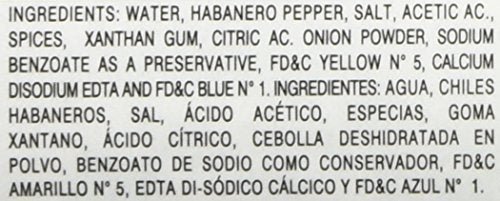 INGREDIENTS: WATER, HABANERO PEPPER, SALT, ACETIC AC.,
SPICES, XANTHAN GUM, CITRIC AC. ONION POWDER, SODIUM
BENZOATE AS A PRESERVATIVE, FD&C YELLOW N° 5, CALCIUM
DISODIUM EDTA AND FD&C BLUE N° 1. INGREDIENTES: AGUA, CHILES
HABANEROS, SAL, ÁCIDO ACÉTICO, ESPECIAS, GOMA
XANTANO, ÁCIDO CÍTRICO, CEBOLLA DESHIDRATADA EN
POLVO, BENZOATO DE SODIO COMO CONSERVADOR, FD&C
AMARILLO N° 5, EDTA DI-SÓDICO CÁLCICO Y FD&C AZUL N° 1.